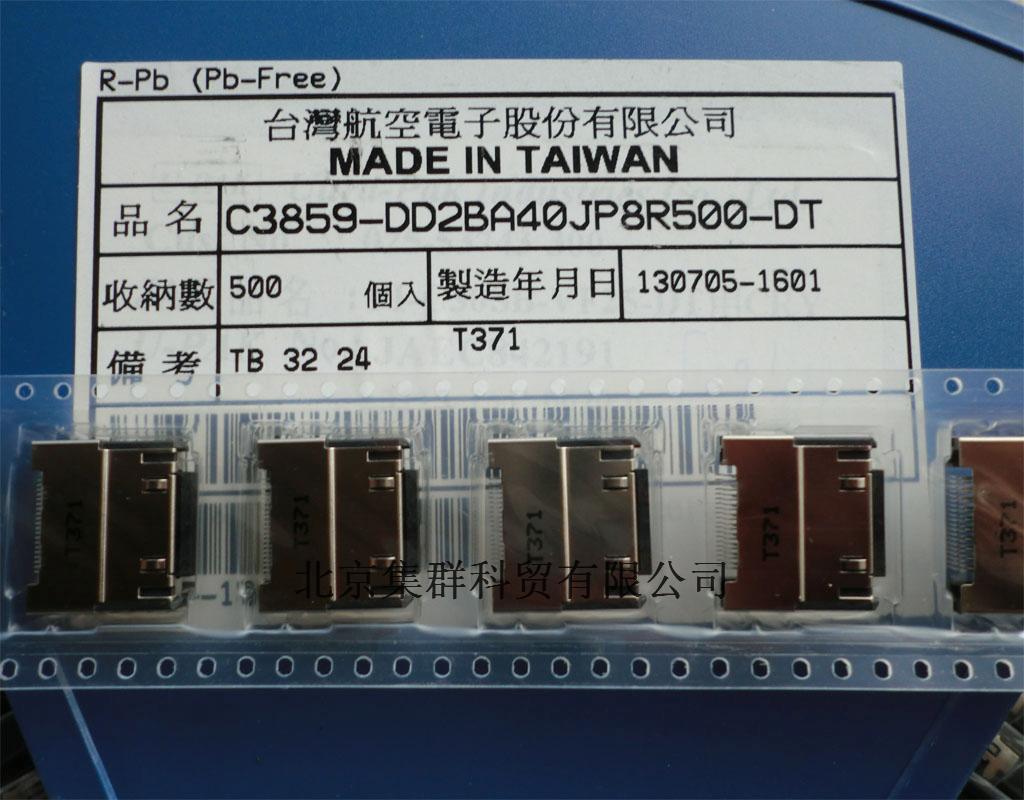 R-Pb (Pb-Free)
台灣航空電子股份有限公司
MADE IN TAIWAN
品名 C3859-DD2BA40JP8R500-DT
收納數 500 個入 製造年月日 130705-1601
備考 TB 32 24 T371
T371 T371 T371 T371 T371
北京集群科贸有限公司